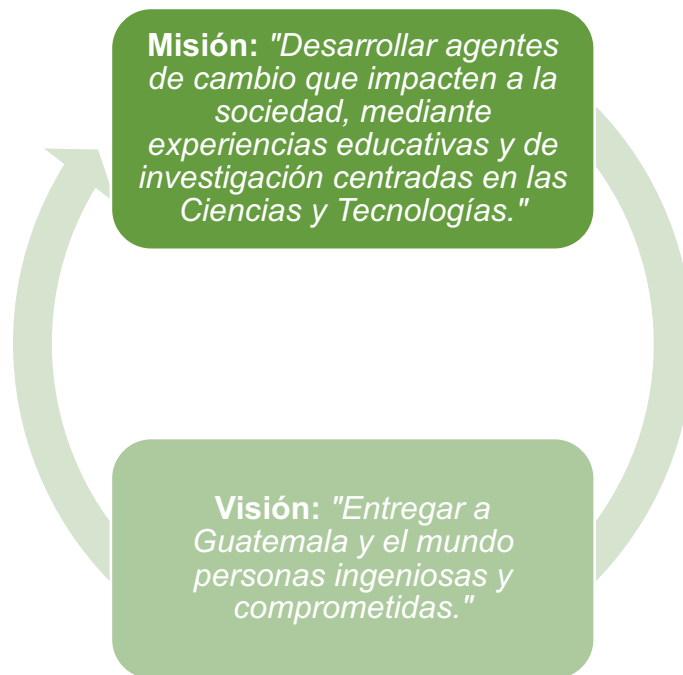 Misión: "Desarrollar agentes
de cambio que impacten a la
sociedad, mediante
experiencias educativas y de
investigación centradas en las
Ciencias y Tecnologías."
Visión: "Entregar a
Guatemala y el mundo
personas ingeniosas y
comprometidas."